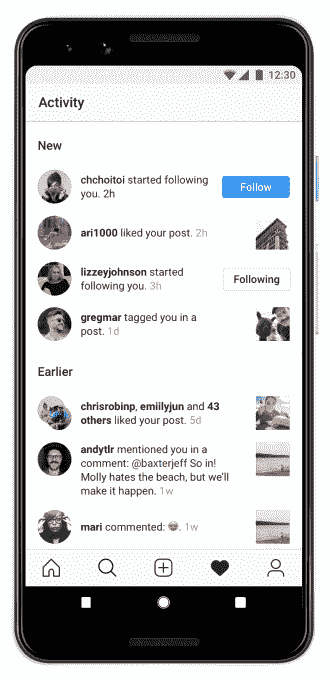 12:30
Activity
New
chchoitoi started following
you. 2h
Follow
ari1000 liked your post. 2h
lizzeyjohnson started
following you. 3h
Following
gregmar tagged you in a
post. 1d
Earlier
chrisrobinp, emiilyjun and 43
others liked your post. 5d
andytlr mentioned you in a
comment: @baxterjeff So in!
Molly hates the beach, but we'll
make it happen. 1w
mari commented: 😍. 1w